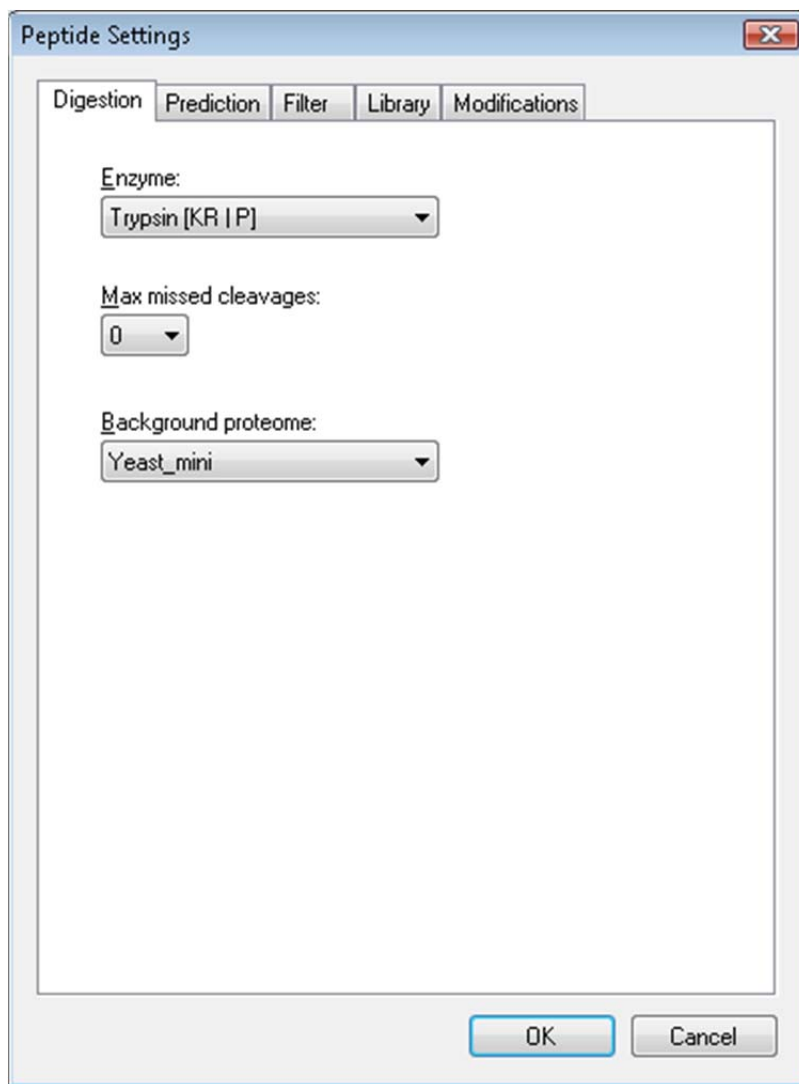 Peptide Settings
Digestion Prediction Filter Library Modifications
Enzyme:
Trypsin [KR | P]
Max missed cleavages:
0
Background proteome:
Yeast_mini
OK Cancel